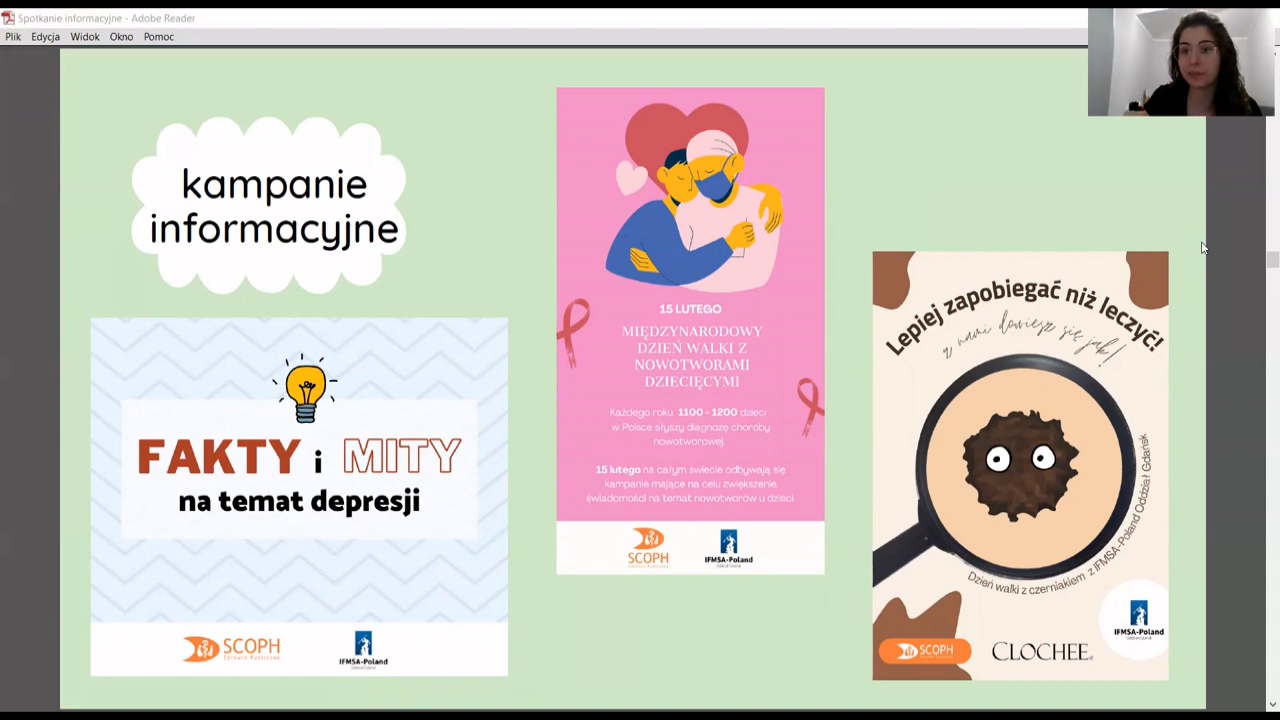 Spotkanie informacyjne - Adobe Reader
Plik Edycja Widok Okno Pomoc
kampanie
informacyjne
FAKTY i MITY
na temat depresji
SCOPH
Zdrowie Publiczne
IFMSA-Poland
15 LUTEGO
MIĘDZYNARODOWY
DZIEŃ WALKI Z
NOWOTWORAMI
DZIECIĘCYMI
Każdego roku 1100 - 1200 dzieci
w Polsce słyszy diagnozę choroby
nowotworowej.
15 lutego na całym świecie odbywają się
kampanie mające na celu zwiększenie
świadomości na temat nowotworów u dzieci.
SCOPH
IFMSA-Poland
Lepiej zapobiegać niż leczyć!
z nami dowiesz się jak!
Dzień walki z czerniakiem z IFMSA-Poland Oddział Gdańsk
SCOPH
CLOCHEE
IFMSA-Poland